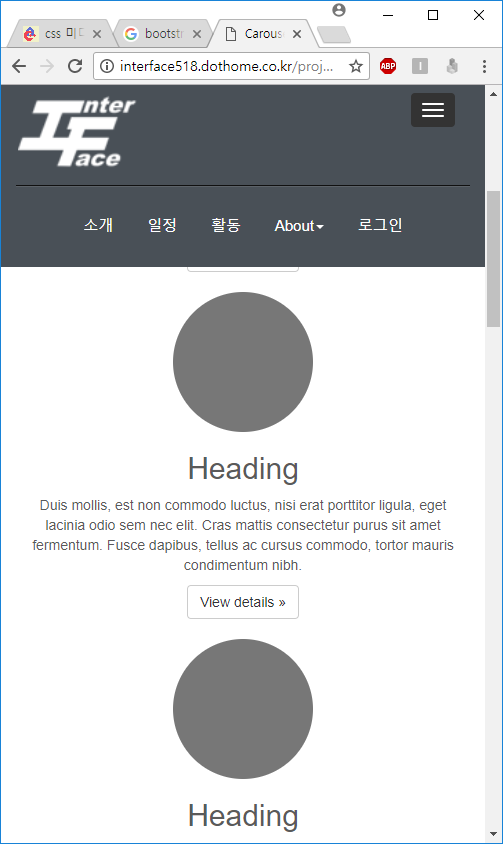 css 미디
bootstr
Carouse
interface518.dothome.co.kr/proj...
ABP
Inter
Face
소개 일정 활동 About 로그인
Heading
Duis mollis, est non commodo luctus, nisi erat porttitor ligula, eget
lacinia odio sem nec elit. Cras mattis consectetur purus sit amet
fermentum. Fusce dapibus, tellus ac cursus commodo, tortor mauris
condimentum nibh.
View details »
Heading